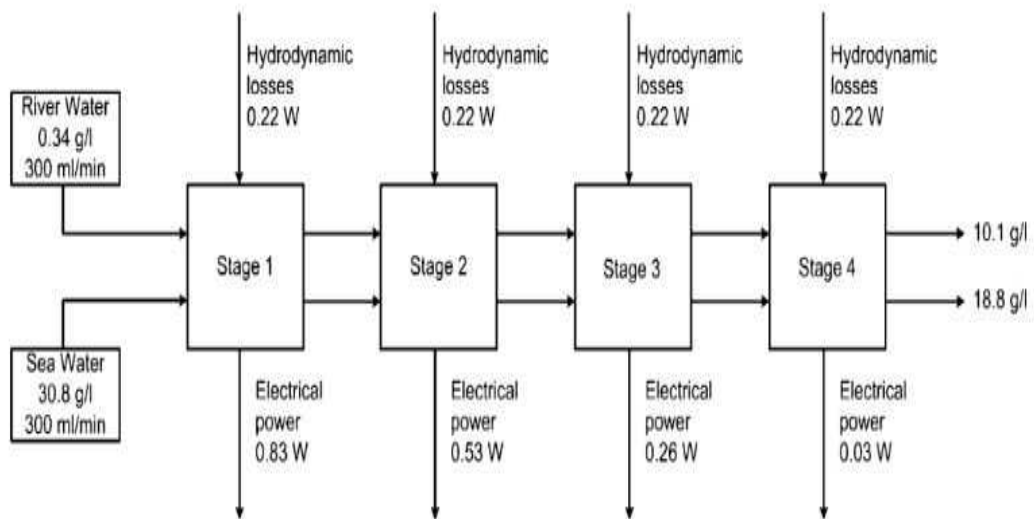 Hydrodynamic
losses
0.22 W
Hydrodynamic
losses
0.22 W
Hydrodynamic
losses
0.22 W
Hydrodynamic
losses
0.22 W
River Water
0.34 g/l
300 ml/min
Stage 1
Stage 2
Stage 3
Stage 4
10.1 g/l
18.8 g/l
Sea Water
30.8 g/l
300 ml/min
Electrical
power
0.83 W
Electrical
power
0.53 W
Electrical
power
0.26 W
Electrical
power
0.03 W